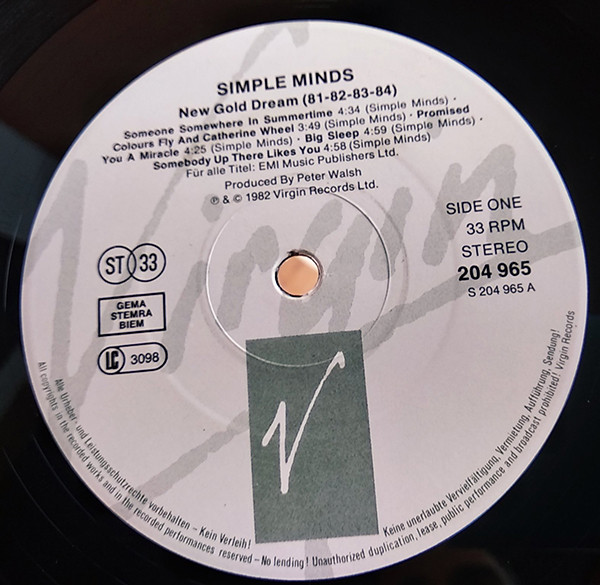 SIMPLE MINDS
New Gold Dream (81-82-83-84)
Someone Somewhere In Summertime 4:34 (Simple Minds) ·
Colours Fly And Catherine Wheel 3:49 (Simple Minds) · Promised
You A Miracle 4:25 (Simple Minds) · Big Sleep 4:59 (Simple Minds) ·
Somebody Up There Likes You 4:58 (Simple Minds)
Für alle Titel: EMI Music Publishers Ltd.
Produced By Peter Walsh
℗ & © 1982 Virgin Records Ltd.
SIDE ONE
33 RPM
STEREO
204 965
S 204 965 A
ST 33
GEMA
STEMRA
BIEM
LC 3098
Virgin
V
Alle Urheber- und Leistungsschutzrechte vorbehalten – Kein Verleih! Keine unerlaubte Vervielfältigung, Vermietung, Aufführung, Sendung!
All copyrights in the recorded works and in the recorded performances reserved – No lending! Unauthorized duplication, lease, public performance and broadcast prohibited! Virgin Records